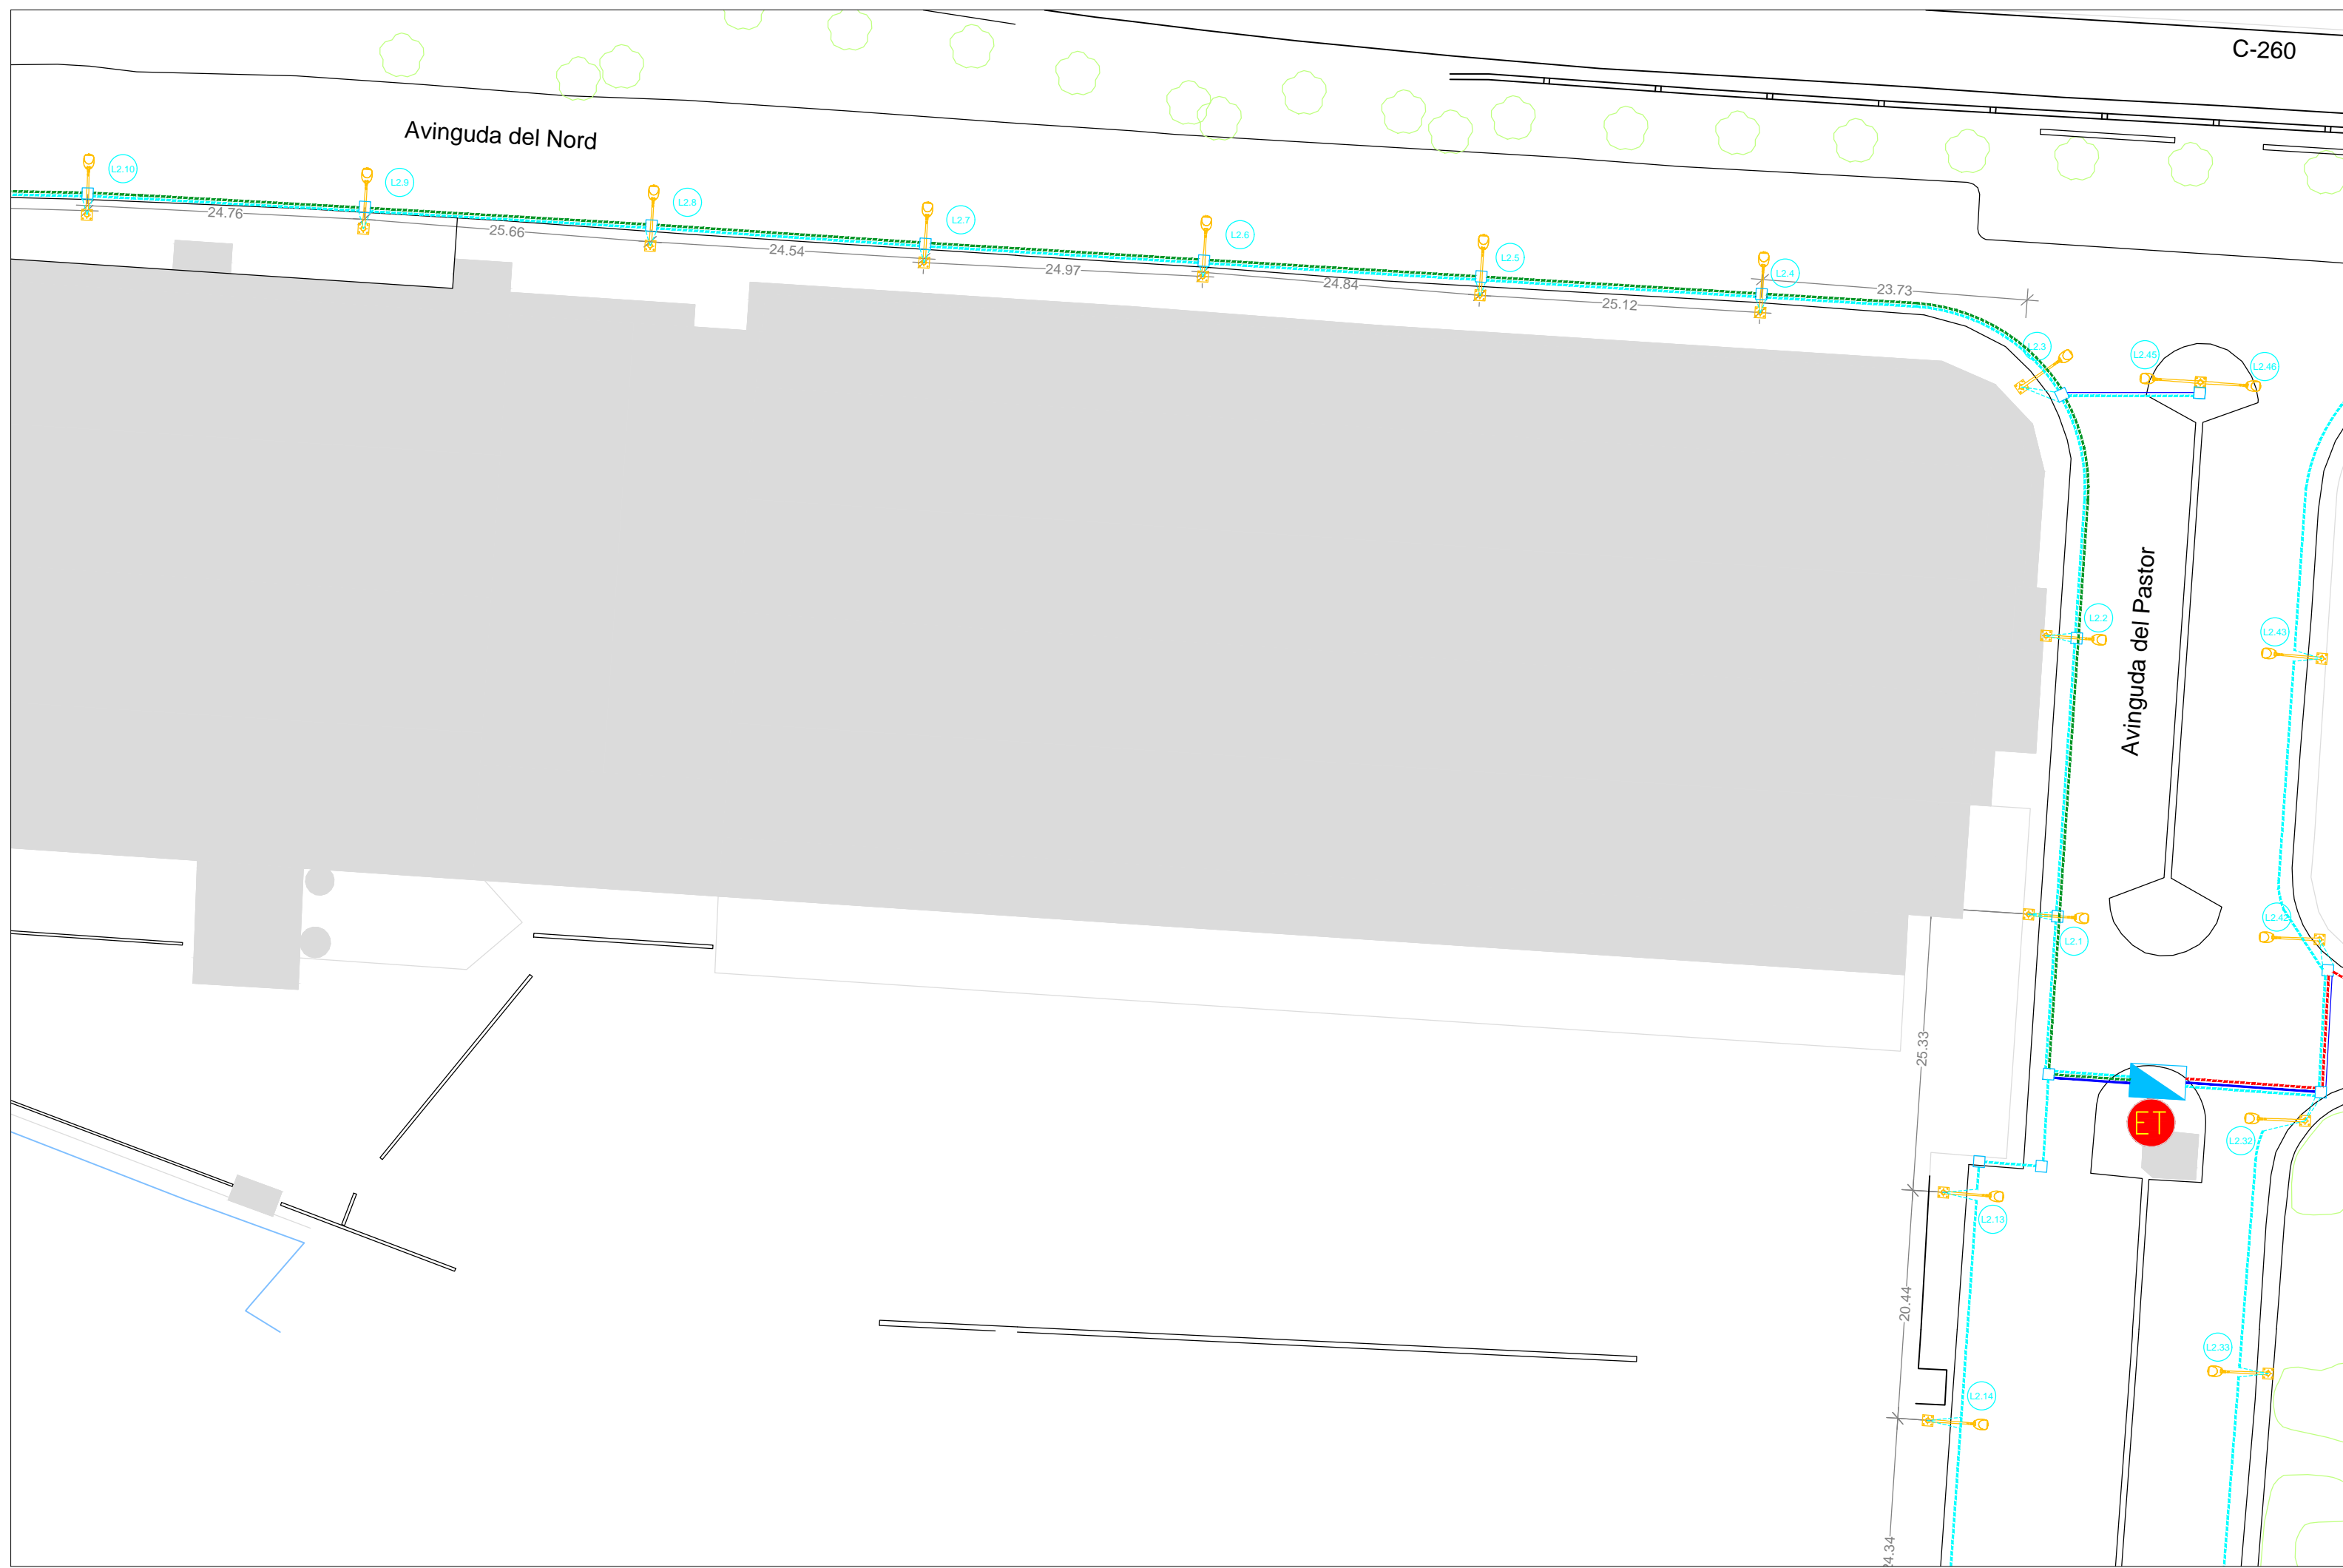 C-260
Avinguda del Nord
L2.10
L2.9
L2.8
L2.7
L2.6
L2.5
L2.4
24.76
25.66
24.54
24.97
24.84
25.12
23.73
L2.3
L2.45
L2.46
Avinguda del Pastor
L2.2
L2.43
L2.42
L2.1
25.33
ET
L2.32
L2.13
20.44
L2.33
L2.14
24.34